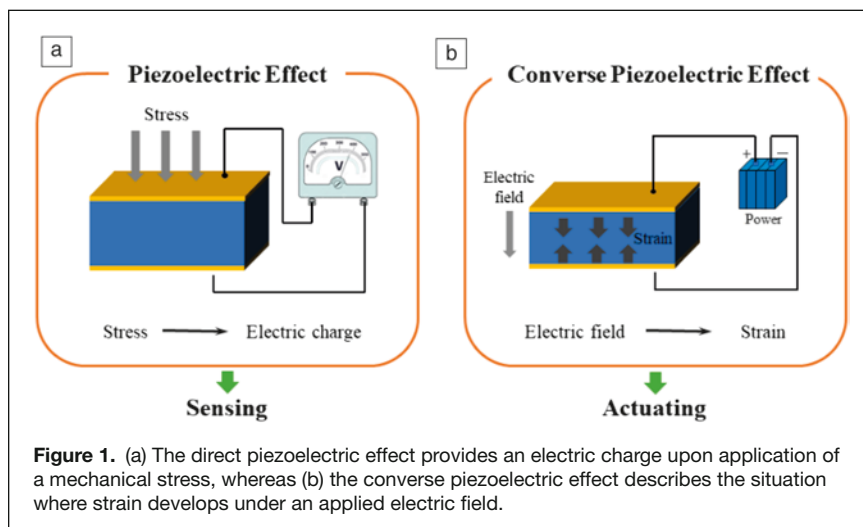 a
Piezoelectric Effect
Stress
V
Stress
Electric charge
Sensing
b
Converse Piezoelectric Effect
Electric
field
Strain
+
−
Power
Electric field
Strain
Actuating
Figure 1. (a) The direct piezoelectric effect provides an electric charge upon application of
a mechanical stress, whereas (b) the converse piezoelectric effect describes the situation
where strain develops under an applied electric field.